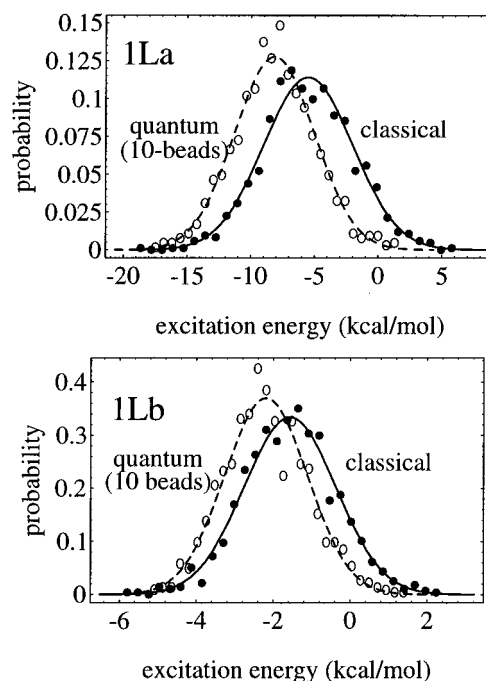 0.15
1La
0.125
0.1
quantum
(10-beads)
classical
0.075
0.05
0.025
0
probability
-20 -15 -10 -5 0 5
excitation energy (kcal/mol)
0.4
1Lb
0.3
quantum
(10 beads)
classical
0.2
0.1
0
probability
-6 -4 -2 0 2
excitation energy (kcal/mol)